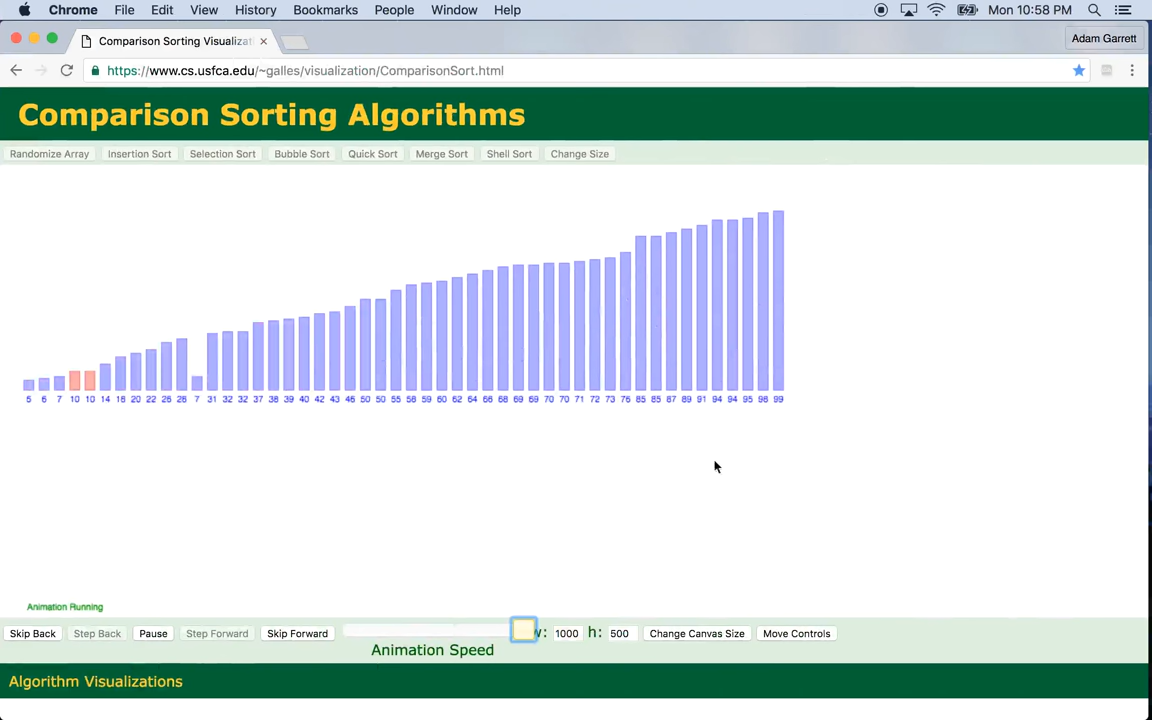 Chrome File Edit View History Bookmarks People Window Help Mon 10:58 PM
Comparison Sorting Visualizat Adam Garrett
https://www.cs.usfca.edu/~galles/visualization/ComparisonSort.html
Comparison Sorting Algorithms
Randomize Array Insertion Sort Selection Sort Bubble Sort Quick Sort Merge Sort Shell Sort Change Size
5 6 7 10 10 14 18 20 22 26 28 7 31 32 32 37 38 39 40 42 43 46 50 50 55 58 59 60 62 64 66 68 69 69 70 70 71 72 73 76 85 85 87 89 91 94 94 95 98 99
Animation Running
Skip Back Step Back Pause Step Forward Skip Forward w: 1000 h: 500 Change Canvas Size Move Controls
Animation Speed
Algorithm Visualizations